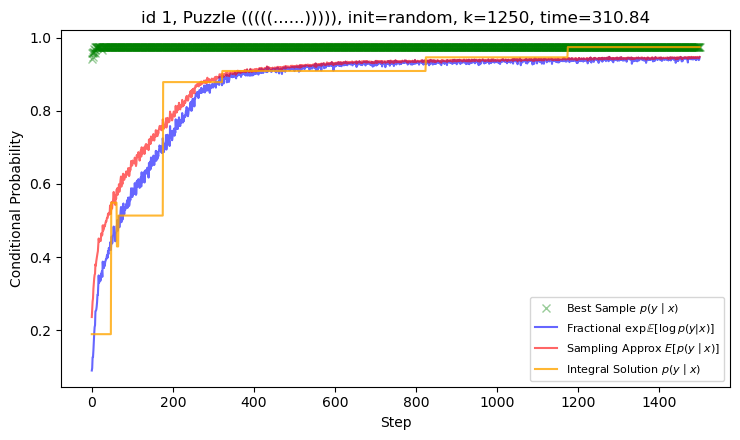 id 1, Puzzle (((((......))))), init=random, k=1250, time=310.84
Conditional Probability
1.0
0.8
0.6
0.4
0.2
0
200
400
600
800
1000
1200
1400
Step
Best Sample p(y | x)
Fractional exp𝔼[log p(y|x)]
Sampling Approx E[p(y | x)]
Integral Solution p(y | x)